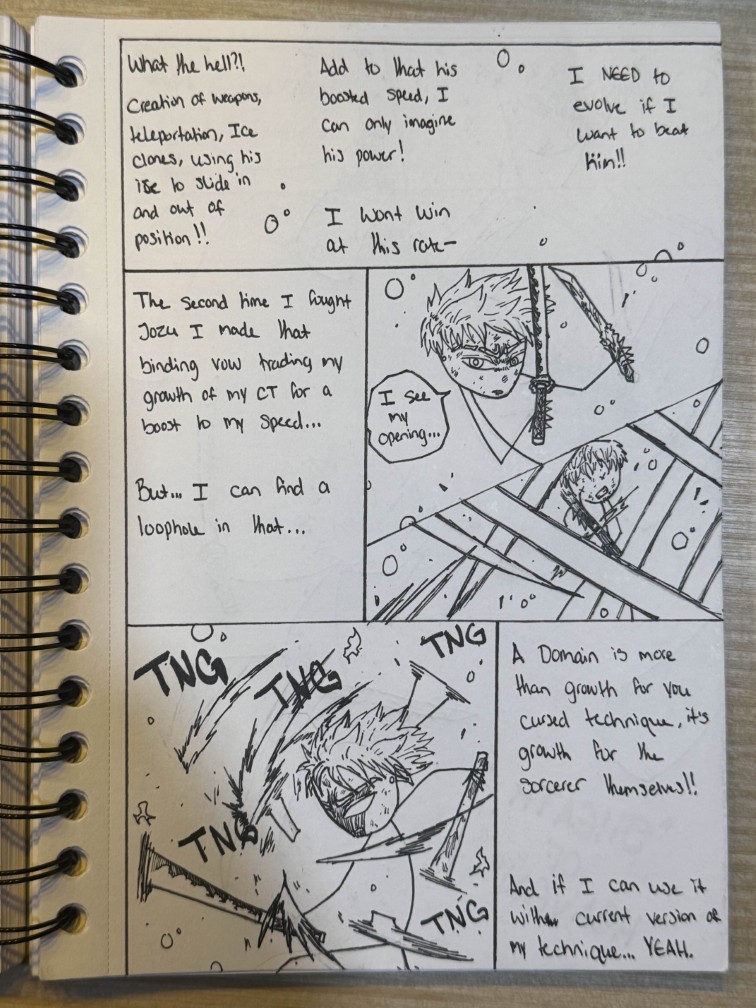 What the hell?!
Creation of weapons,
teleportation, Ice
clones, using his
ice to slide in
and out of
position!!
Add to that his
boosted speed, I
can only imagine
his power!
I wont win
at this rate-
I NEED to
evolve if I
want to beat
him!!
The second time I fought
Jozu I made that
binding vow trading my
growth of my CT for a
boost to my speed...
But... I can find a
loophole in that...
I see
my
opening...
TNG
TNG
TNG
TNG
TNG
A Domain is more
than growth for you
cursed technique, it's
growth for the
sorcerer themselves!!
And if I can use it
with current version of
my technique... YEAH.